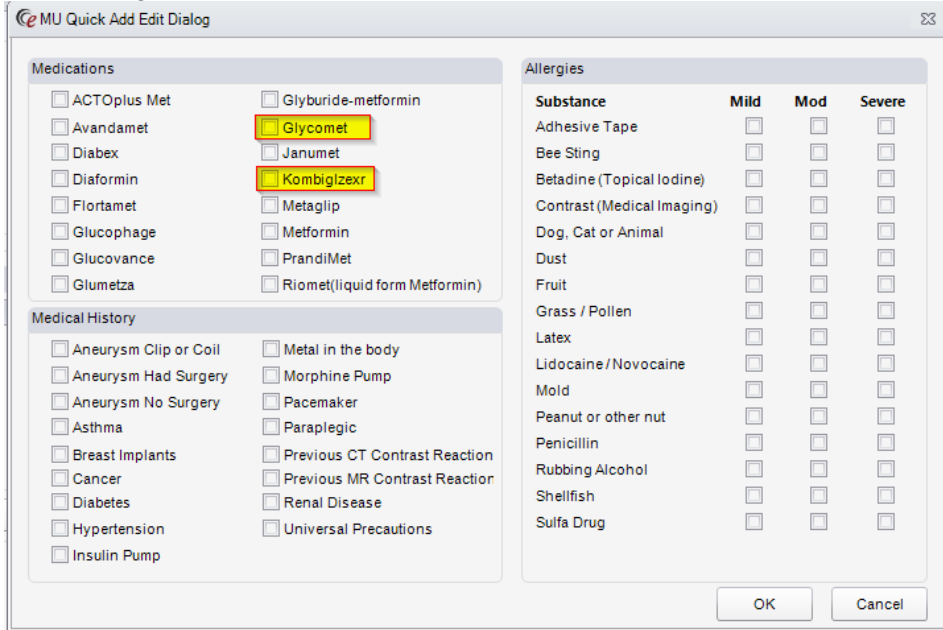 MU Quick Add Edit Dialog
Medications
ACTOplus Met
Avandamet
Diabex
Diaformin
Flortamet
Glucophage
Glucovance
Glumetza
Glyburide-metformin
Glycomet
Janumet
Kombiglzexr
Metaglip
Metformin
PrandiMet
Riomet(liquid form Metformin)
Medical History
Aneurysm Clip or Coil
Aneurysm Had Surgery
Aneurysm No Surgery
Asthma
Breast Implants
Cancer
Diabetes
Hypertension
Insulin Pump
Metal in the body
Morphine Pump
Pacemaker
Paraplegic
Previous CT Contrast Reaction
Previous MR Contrast Reaction
Renal Disease
Universal Precautions
Allergies
Substance Mild Mod Severe
Adhesive Tape
Bee Sting
Betadine (Topical Iodine)
Contrast (Medical Imaging)
Dog, Cat or Animal
Dust
Fruit
Grass / Pollen
Latex
Lidocaine / Novocaine
Mold
Peanut or other nut
Penicillin
Rubbing Alcohol
Shellfish
Sulfa Drug
OK Cancel